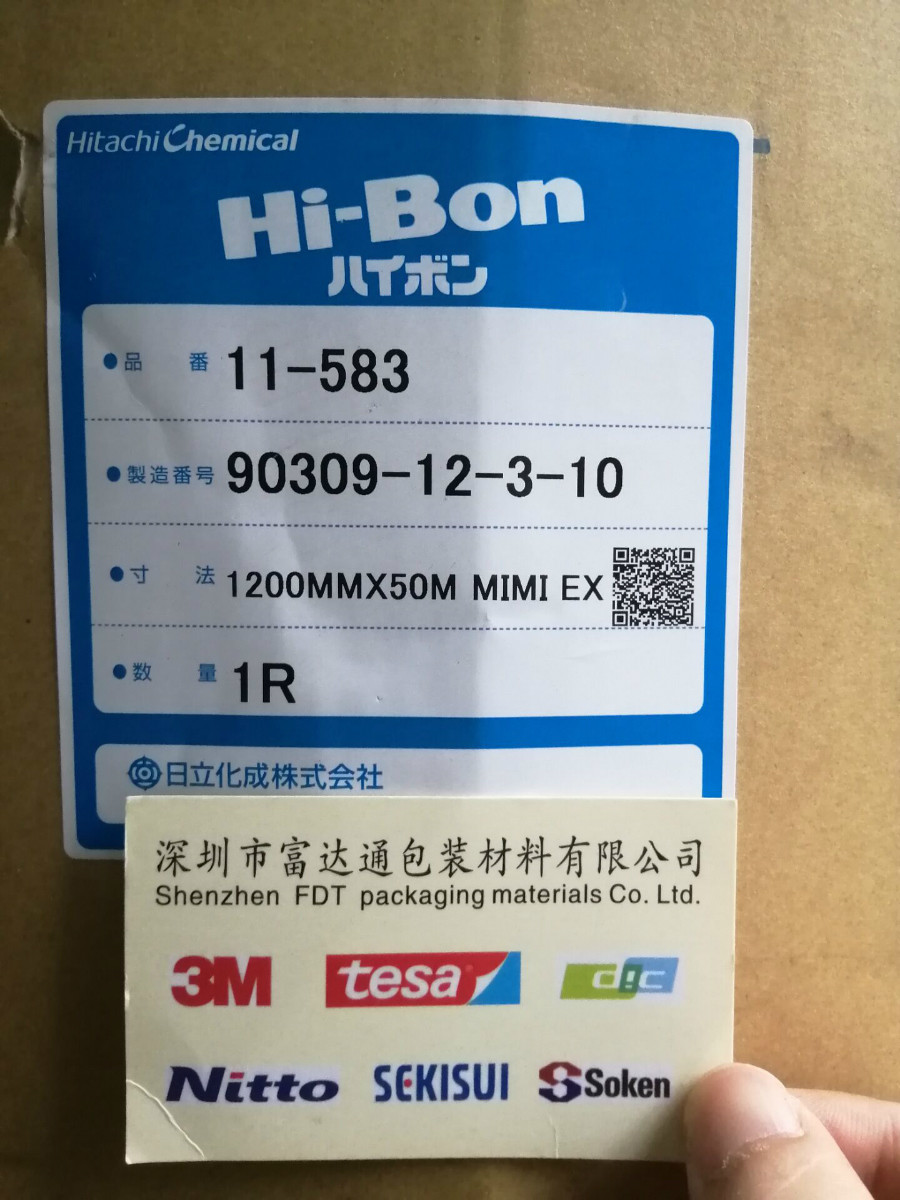 Hitachi Chemical
Hi-Bon
ハイボン
●品 番 11-583
●製造番号 90309-12-3-10
●寸 法 1200MMX50M MIMI EX
●数 量 1R
日立化成株式会社
深圳市富达通包装材料有限公司
Shenzhen FDT packaging materials Co. Ltd.
3M tesa dic
Nitto SEKISUI Soken